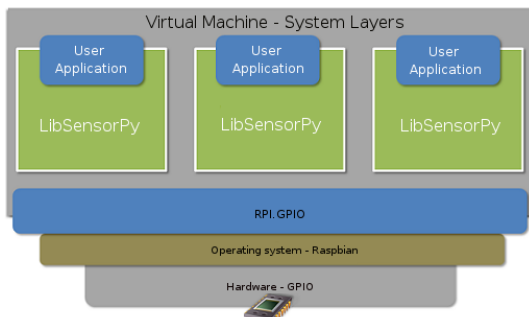 Virtual Machine - System Layers
User
Application
User
Application
User
Application
LibSensorPy
LibSensorPy
LibSensorPy
RPI.GPIO
Operating system - Raspbian
Hardware - GPIO